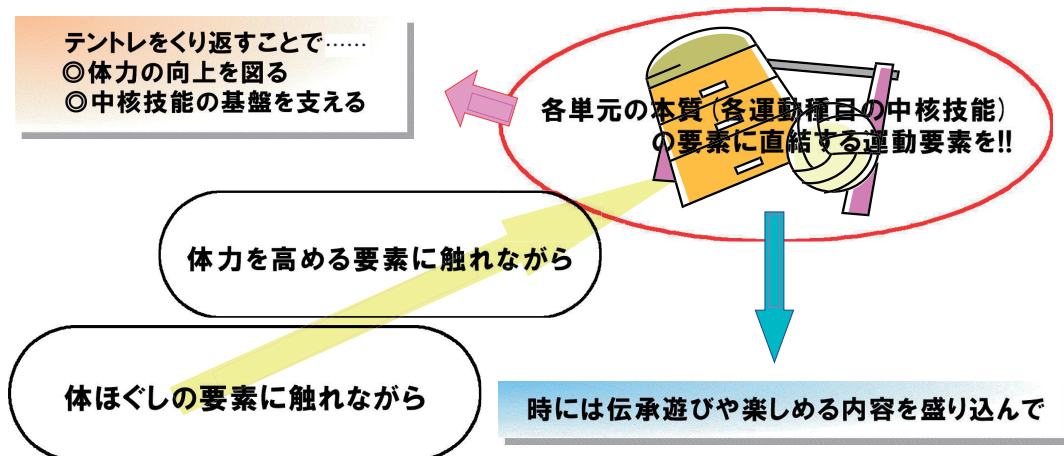 テントレをくり返すことで……
◎体力の向上を図る
◎中核技能の基盤を支える
各単元の本質(各運動種目の中核技能)
の要素に直結する運動要素を!!
体力を高める要素に触れながら
体ほぐしの要素に触れながら
時には伝承遊びや楽しめる内容を盛り込んで